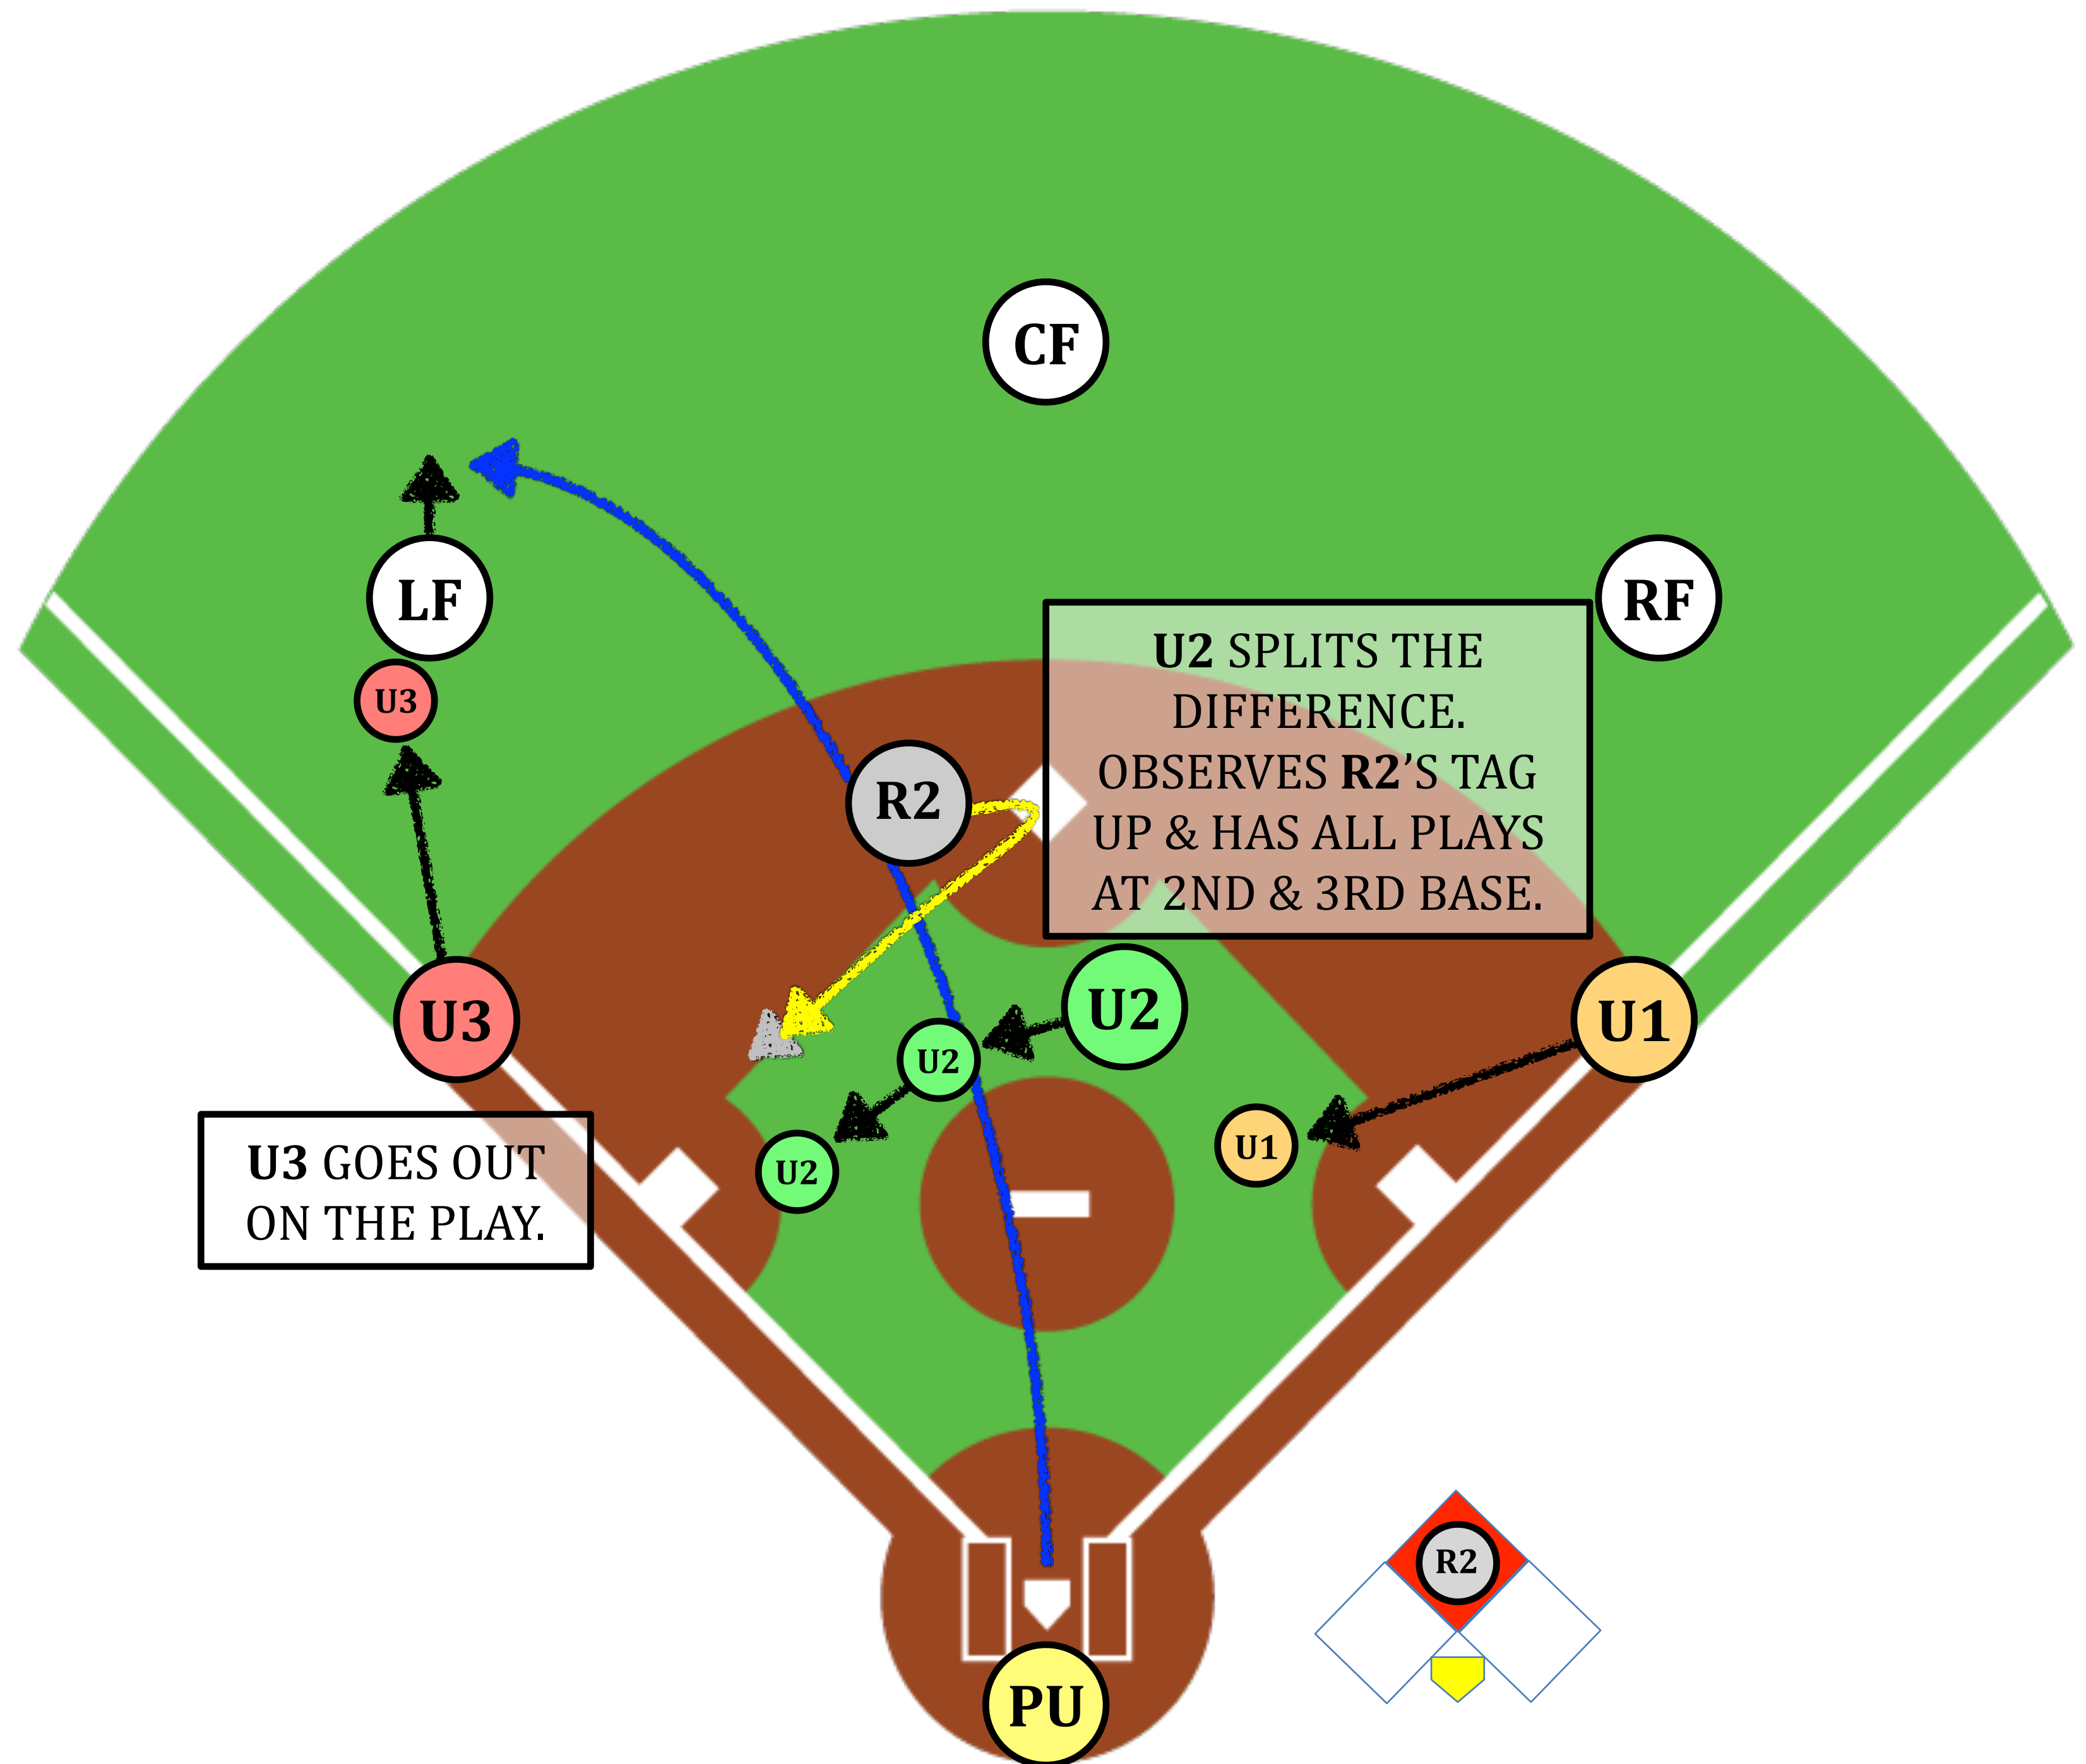 CF
LF
RF
U3
U2 SPLITS THE
DIFFERENCE.
OBSERVES R2'S TAG
UP & HAS ALL PLAYS
AT 2ND & 3RD BASE.
R2
U3
U2
U1
U2
U2
U1
U3 GOES OUT
ON THE PLAY.
R2
PU